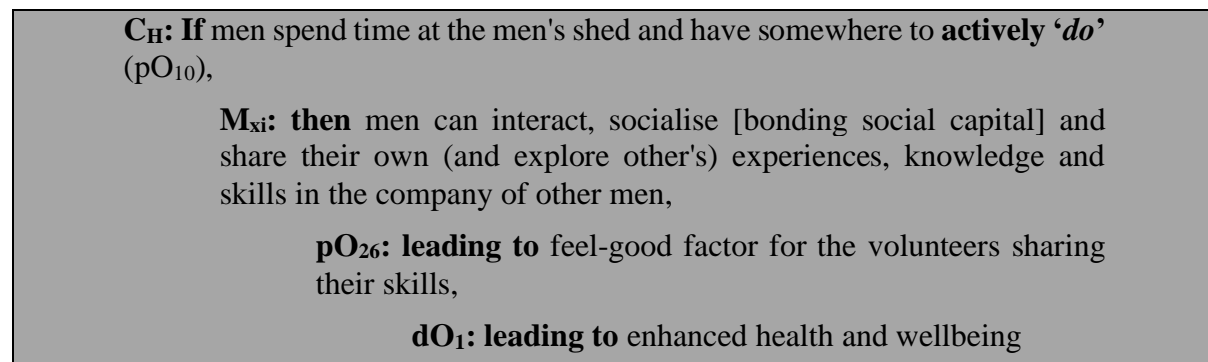 C_H: If men spend time at the men's shed and have somewhere to actively ‘do’
(pO₁₀),
M_xi: then men can interact, socialise [bonding social capital] and
share their own (and explore other's) experiences, knowledge and
skills in the company of other men,
pO₂₆: leading to feel-good factor for the volunteers sharing
their skills,
dO₁: leading to enhanced health and wellbeing